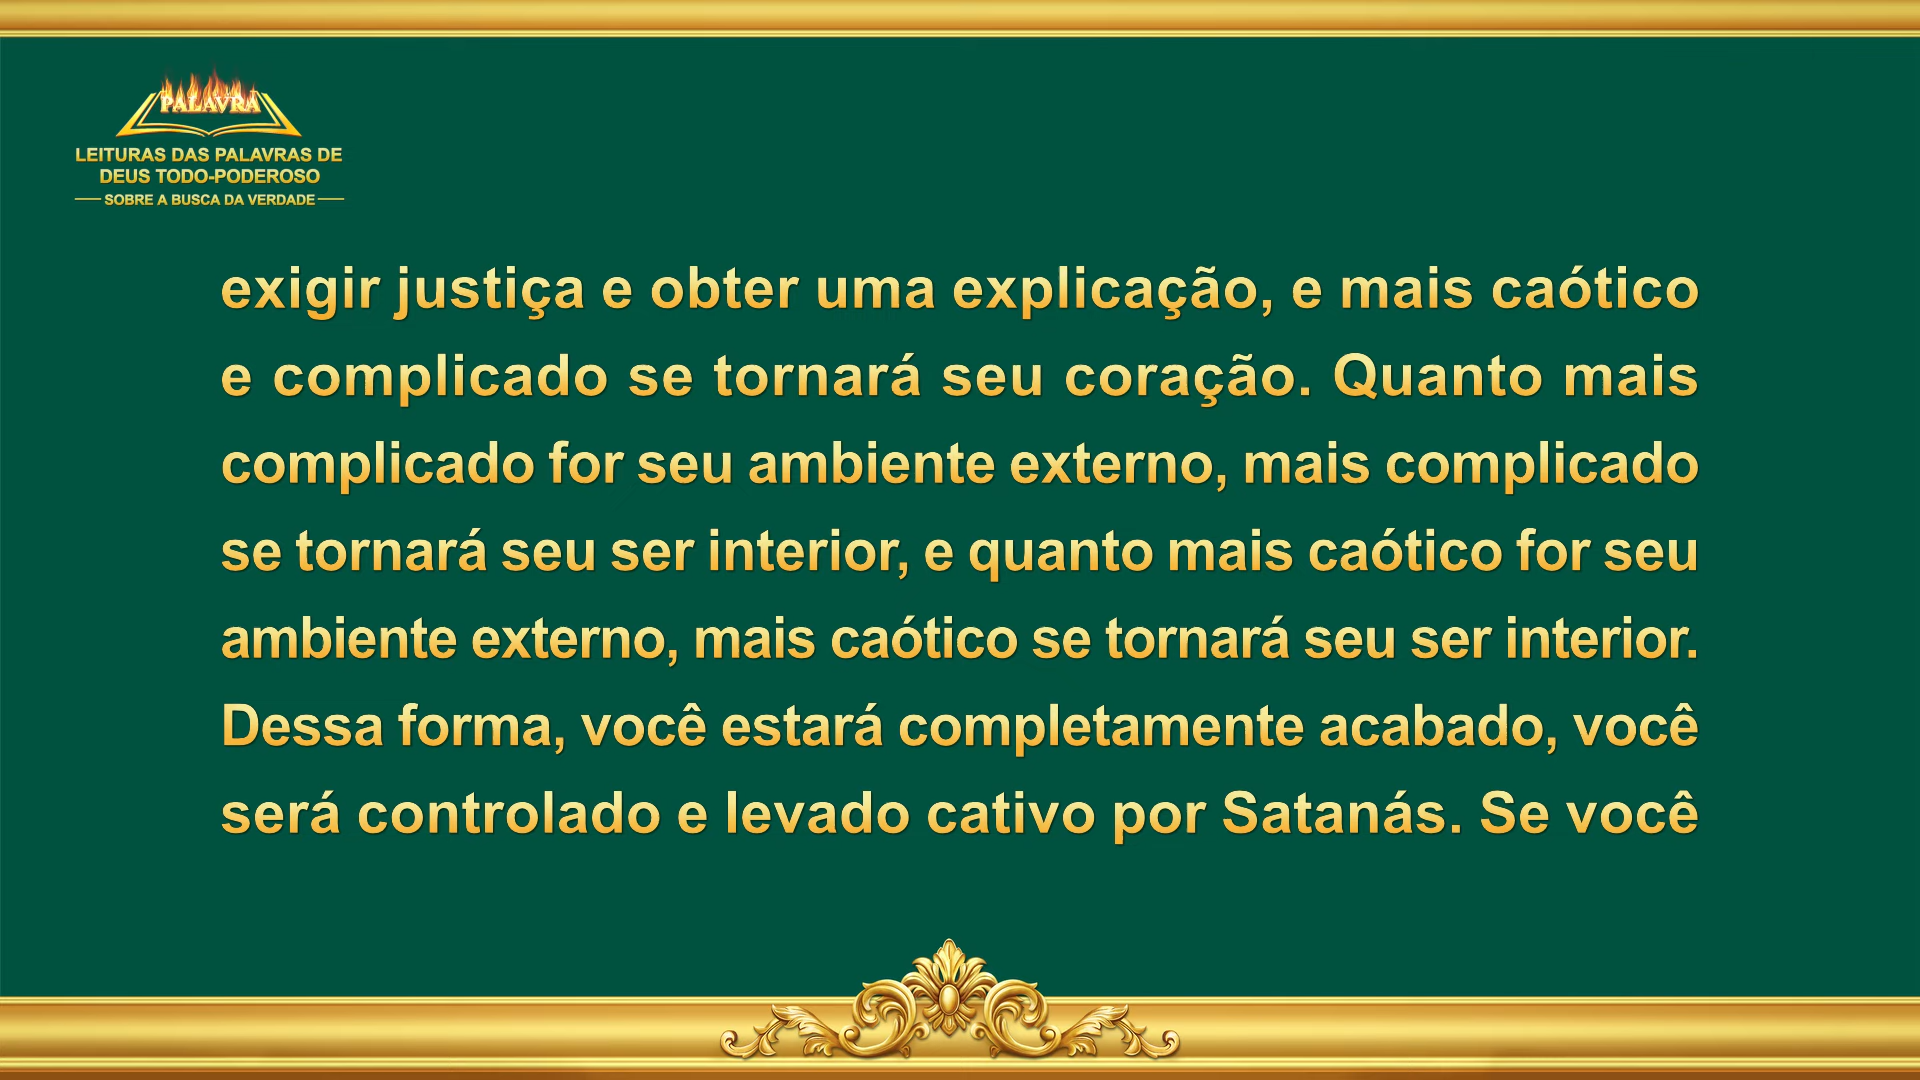 PALAVRA
LEITURAS DAS PALAVRAS DE
DEUS TODO-PODEROSO
SOBRE A BUSCA DA VERDADE
exigir justiça e obter uma explicação, e mais caótico
e complicado se tornará seu coração. Quanto mais
complicado for seu ambiente externo, mais complicado
se tornará seu ser interior, e quanto mais caótico for seu
ambiente externo, mais caótico se tornará seu ser interior.
Dessa forma, você estará completamente acabado, você
será controlado e levado cativo por Satanás. Se você